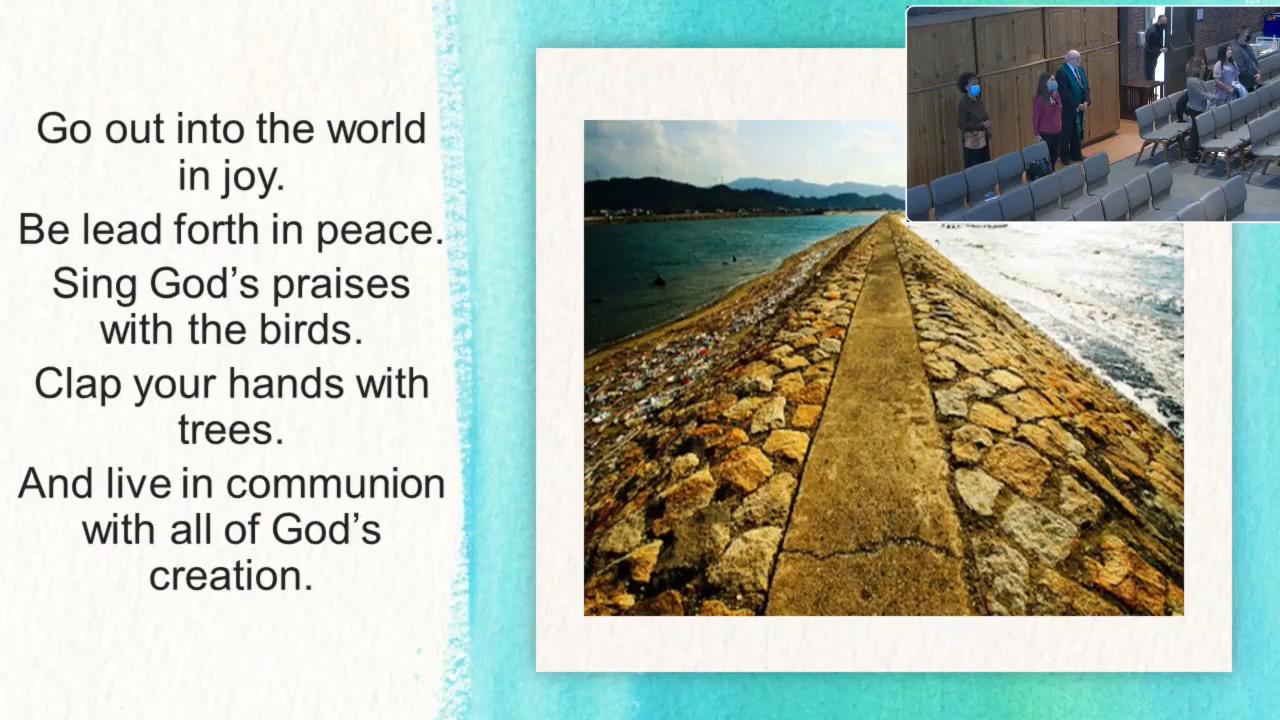 Go out into the world
in joy.
Be lead forth in peace.
Sing God’s praises
with the birds.
Clap your hands with
trees.
And live in communion
with all of God’s
creation.